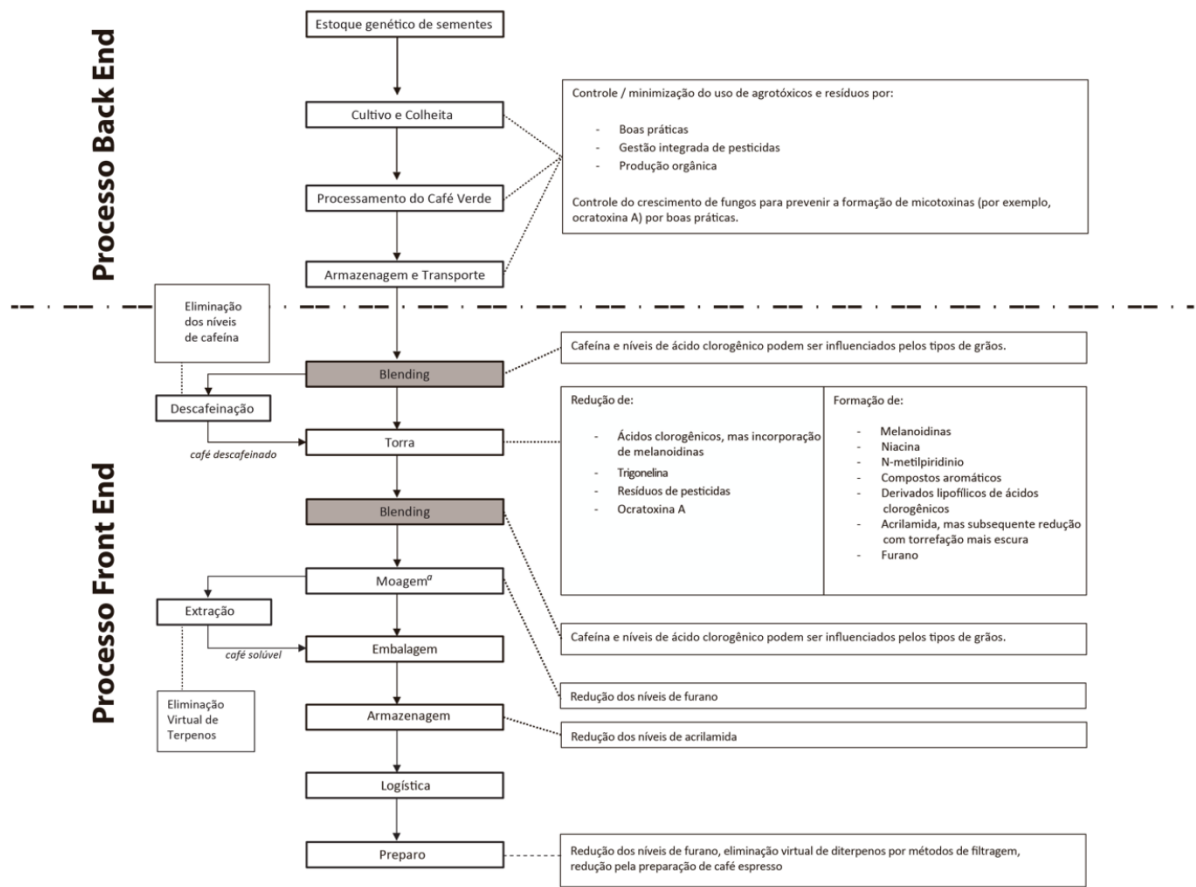 Processo Back End
Estoque genético de sementes
Cultivo e Colheita
Processamento do Café Verde
Armazenagem e Transporte
Controle / minimização do uso de agrotóxicos e resíduos por:
- Boas práticas
- Gestão integrada de pesticidas
- Produção orgânica
Controle do crescimento de fungos para prevenir a formação de micotoxinas (por exemplo,
ocratoxina A) por boas práticas.
Processo Front End
Eliminação
dos níveis
de cafeína
Blending
Cafeína e níveis de ácido clorogênico podem ser influenciados pelos tipos de grãos.
Descafeinação
café descafeinado
Torra
Redução de:
- Ácidos clorogênicos, mas incorporação
de melanoidinas
- Trigonelina
- Resíduos de pesticidas
- Ocratoxina A
Formação de:
- Melanoidinas
- Niacina
- N-metilpiridinio
- Compostos aromáticos
- Derivados lipofílicos de ácidos
clorogênicos
- Acrilamida, mas subsequente redução
com torrefação mais escura
- Furano
Blending
Cafeína e níveis de ácido clorogênico podem ser influenciados pelos tipos de grãos.
Moagemᵃ
Redução dos níveis de furano
Extração
café solúvel
Eliminação
Virtual de
Terpenos
Embalagem
Armazenagem
Redução dos níveis de acrilamida
Logística
Preparo
Redução dos níveis de furano, eliminação virtual de diterpenos por métodos de filtragem,
redução pela preparação de café espresso